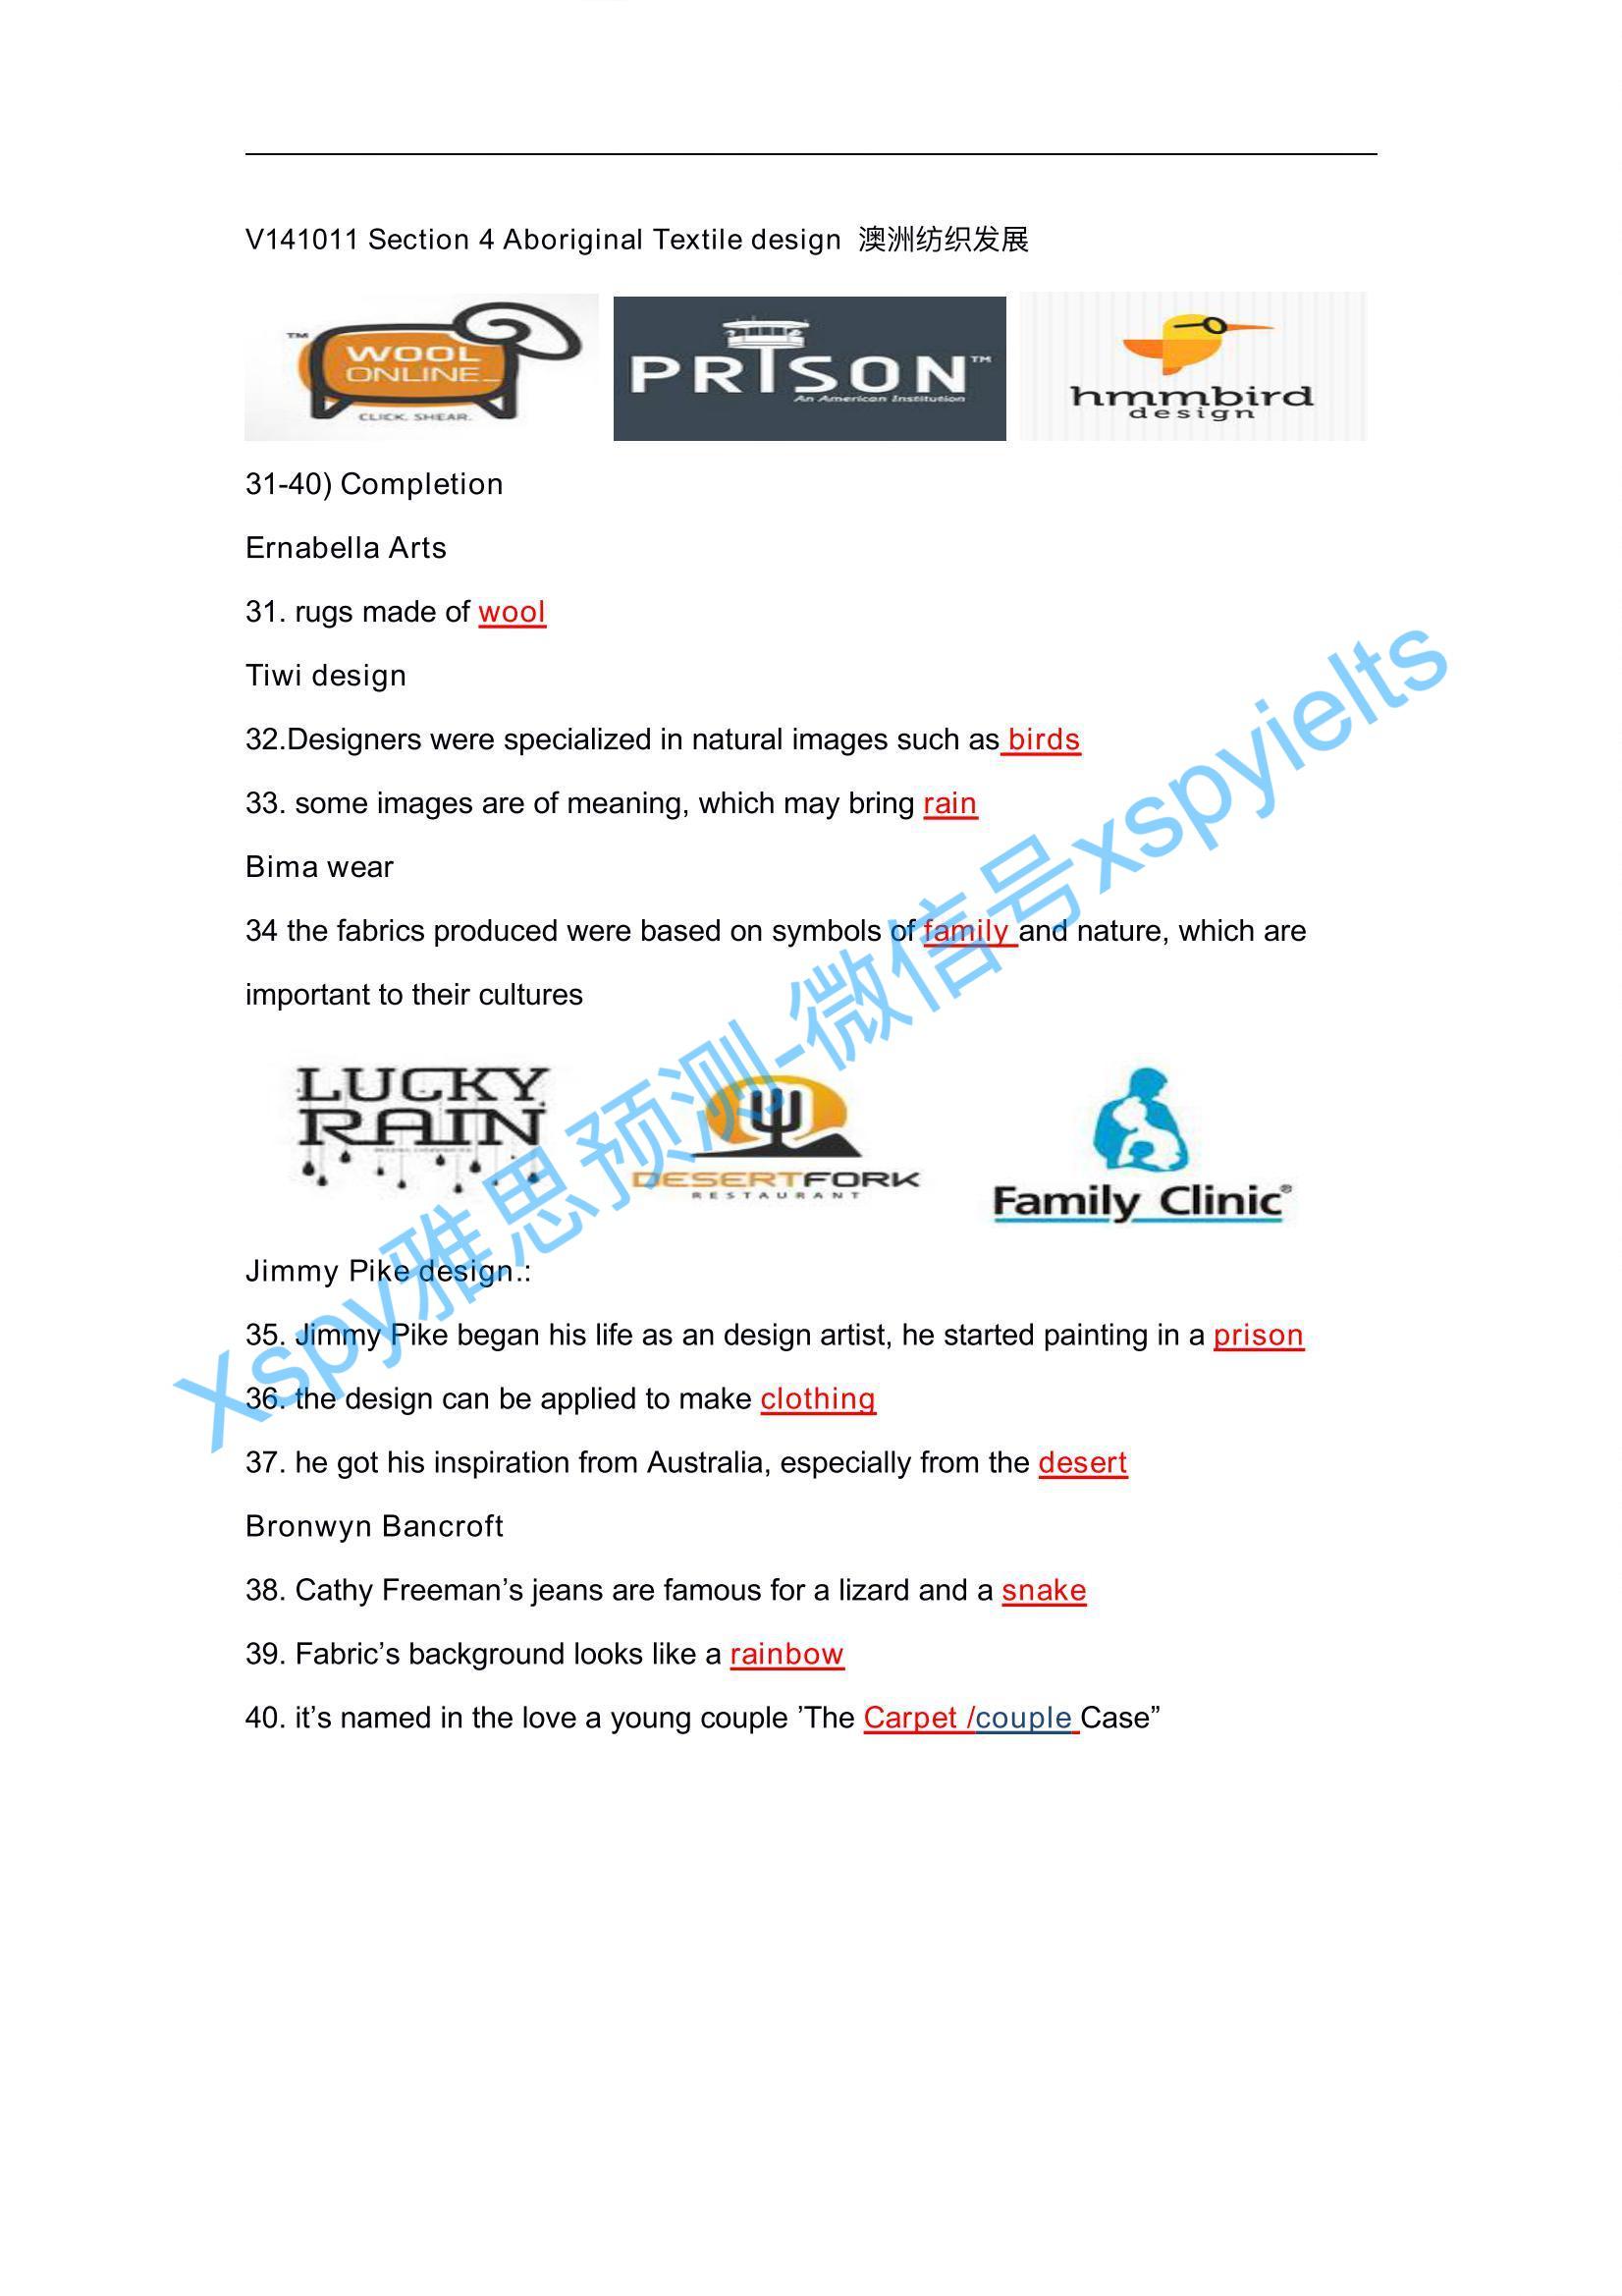 V141011 Section 4 Aboriginal Textile design 澳洲纺织发展
TM
WOOL
ONLINE
CLICK. SHEAR.
PRISON™
An American Institution
hmmbird
design
31-40) Completion
Ernabella Arts
31. rugs made of wool
Tiwi design
32.Designers were specialized in natural images such as birds
33. some images are of meaning, which may bring rain
Bima wear
34 the fabrics produced were based on symbols of family and nature, which are
important to their cultures
LUCKY
RAIN
DESERTFORK
RESTAURANT
Family Clinic®
Jimmy Pike design.:
35. Jimmy Pike began his life as an design artist, he started painting in a prison
36. the design can be applied to make clothing
37. he got his inspiration from Australia, especially from the desert
Bronwyn Bancroft
38. Cathy Freeman’s jeans are famous for a lizard and a snake
39. Fabric’s background looks like a rainbow
40. it’s named in the love a young couple ’The Carpet /couple Case”
Xspy雅思预测-微信号xspyielts